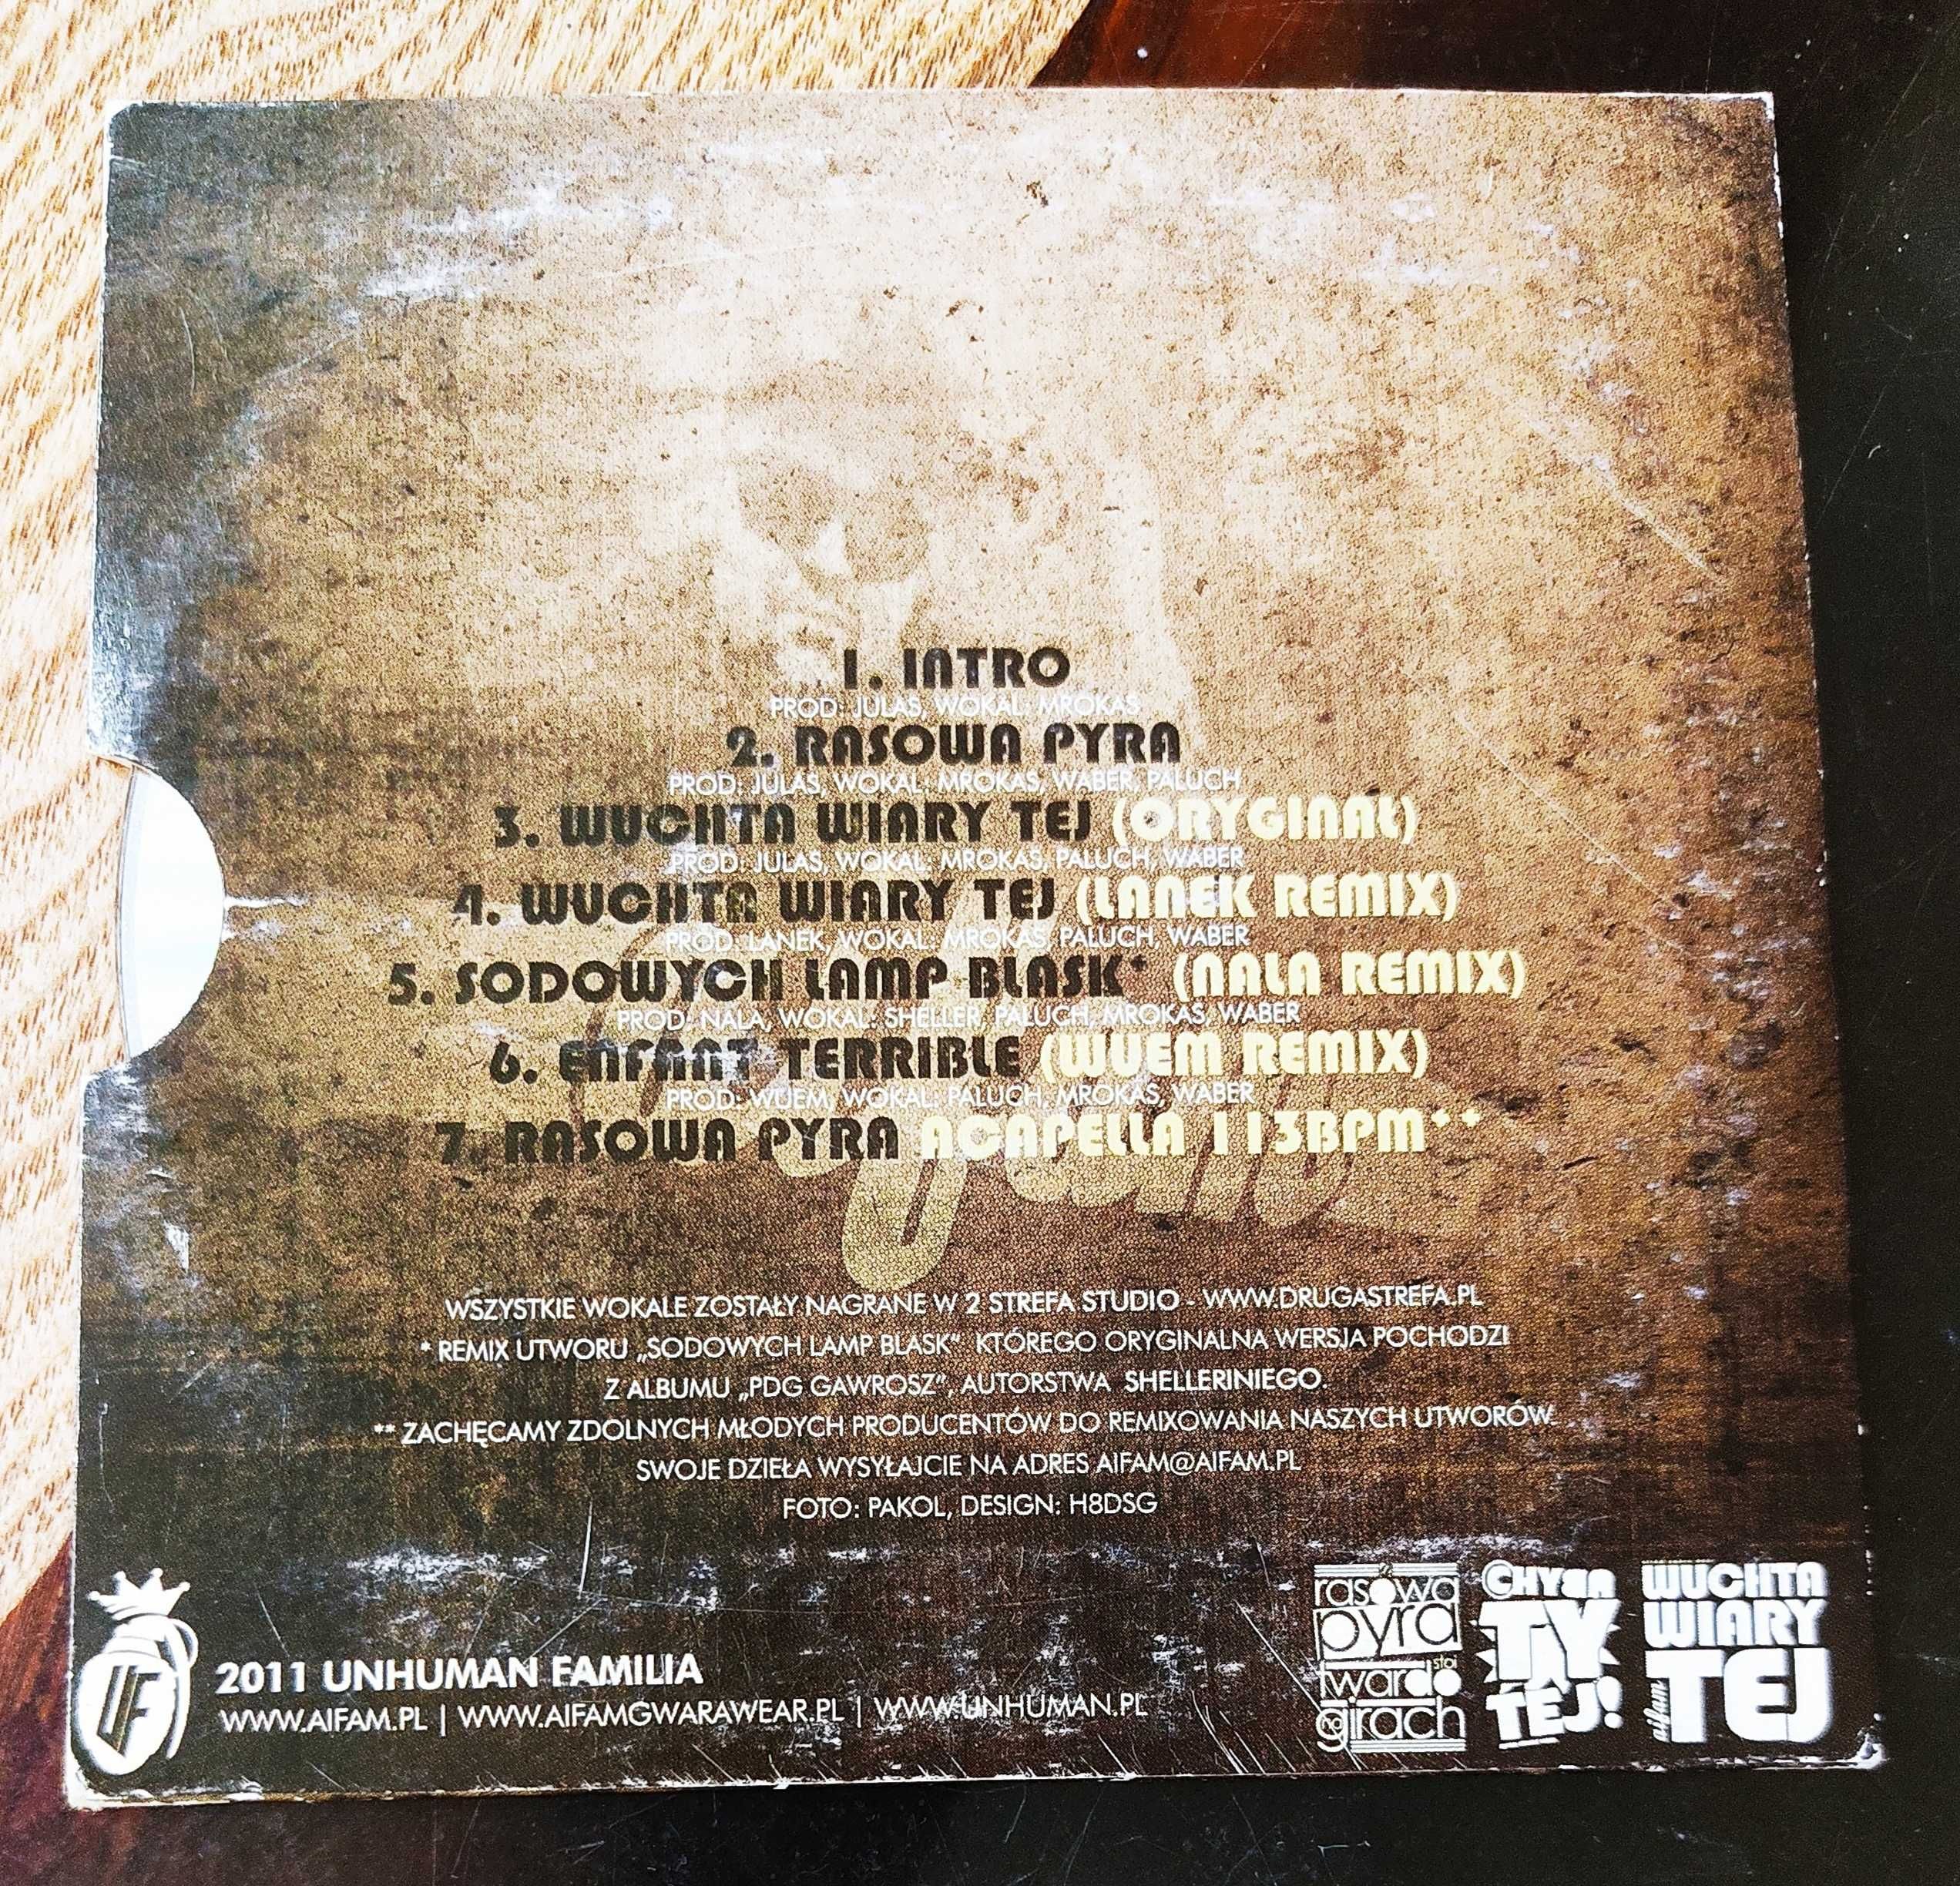 1. INTRO
PROD: JULAS, WOKAL: MROKAS
2. RASOWA PYRA
PROD: JULAS, WOKAL: MROKAS, WABER, PALUCH
3. WUCHTA WIARY TEJ (ORYGINAŁ)
PROD: JULAS, WOKAL: MROKAS, PALUCH, WABER
4. WUCHTA WIARY TEJ (LANEK REMIX)
PROD: LANEK, WOKAL: MROKAS, PALUCH, WABER
5. SODOWYCH LAMP BLASK* (NALA REMIX)
PROD: NALA, WOKAL: SHELLER, PALUCH, MROKAS, WABER
6. ENFANT TERRIBLE (WUEM REMIX)
PROD: WUEM, WOKAL: PALUCH, MROKAS, WABER
7. RASOWA PYRA ACAPELLA 113BPM**
WSZYSTKIE WOKALE ZOSTAŁY NAGRANE W 2 STREFA STUDIO - WWW.DRUGASTREFA.PL
* REMIX UTWORU „SODOWYCH LAMP BLASK" KTÓREGO ORYGINALNA WERSJA POCHODZI
Z ALBUMU „PDG GAWROSZ", AUTORSTWA SHELLERINIEGO.
** ZACHĘCAMY ZDOLNYCH MŁODYCH PRODUCENTÓW DO REMIXOWANIA NASZYCH UTWORÓW.
SWOJE DZIEŁA WYSYŁAJCIE NA ADRES AIFAM@AIFAM.PL
FOTO: PAKOL, DESIGN: H8DSG
2011 UNHUMAN FAMILIA
WWW.AIFAM.PL | WWW.AIFAMGWARAWEAR.PL | WWW.UNHUMAN.PL
rasowa
pyra
twardo stoi
na girach
CHYBA
TY
TEJ!
WUCHTA
WIARY
aifam TEJ